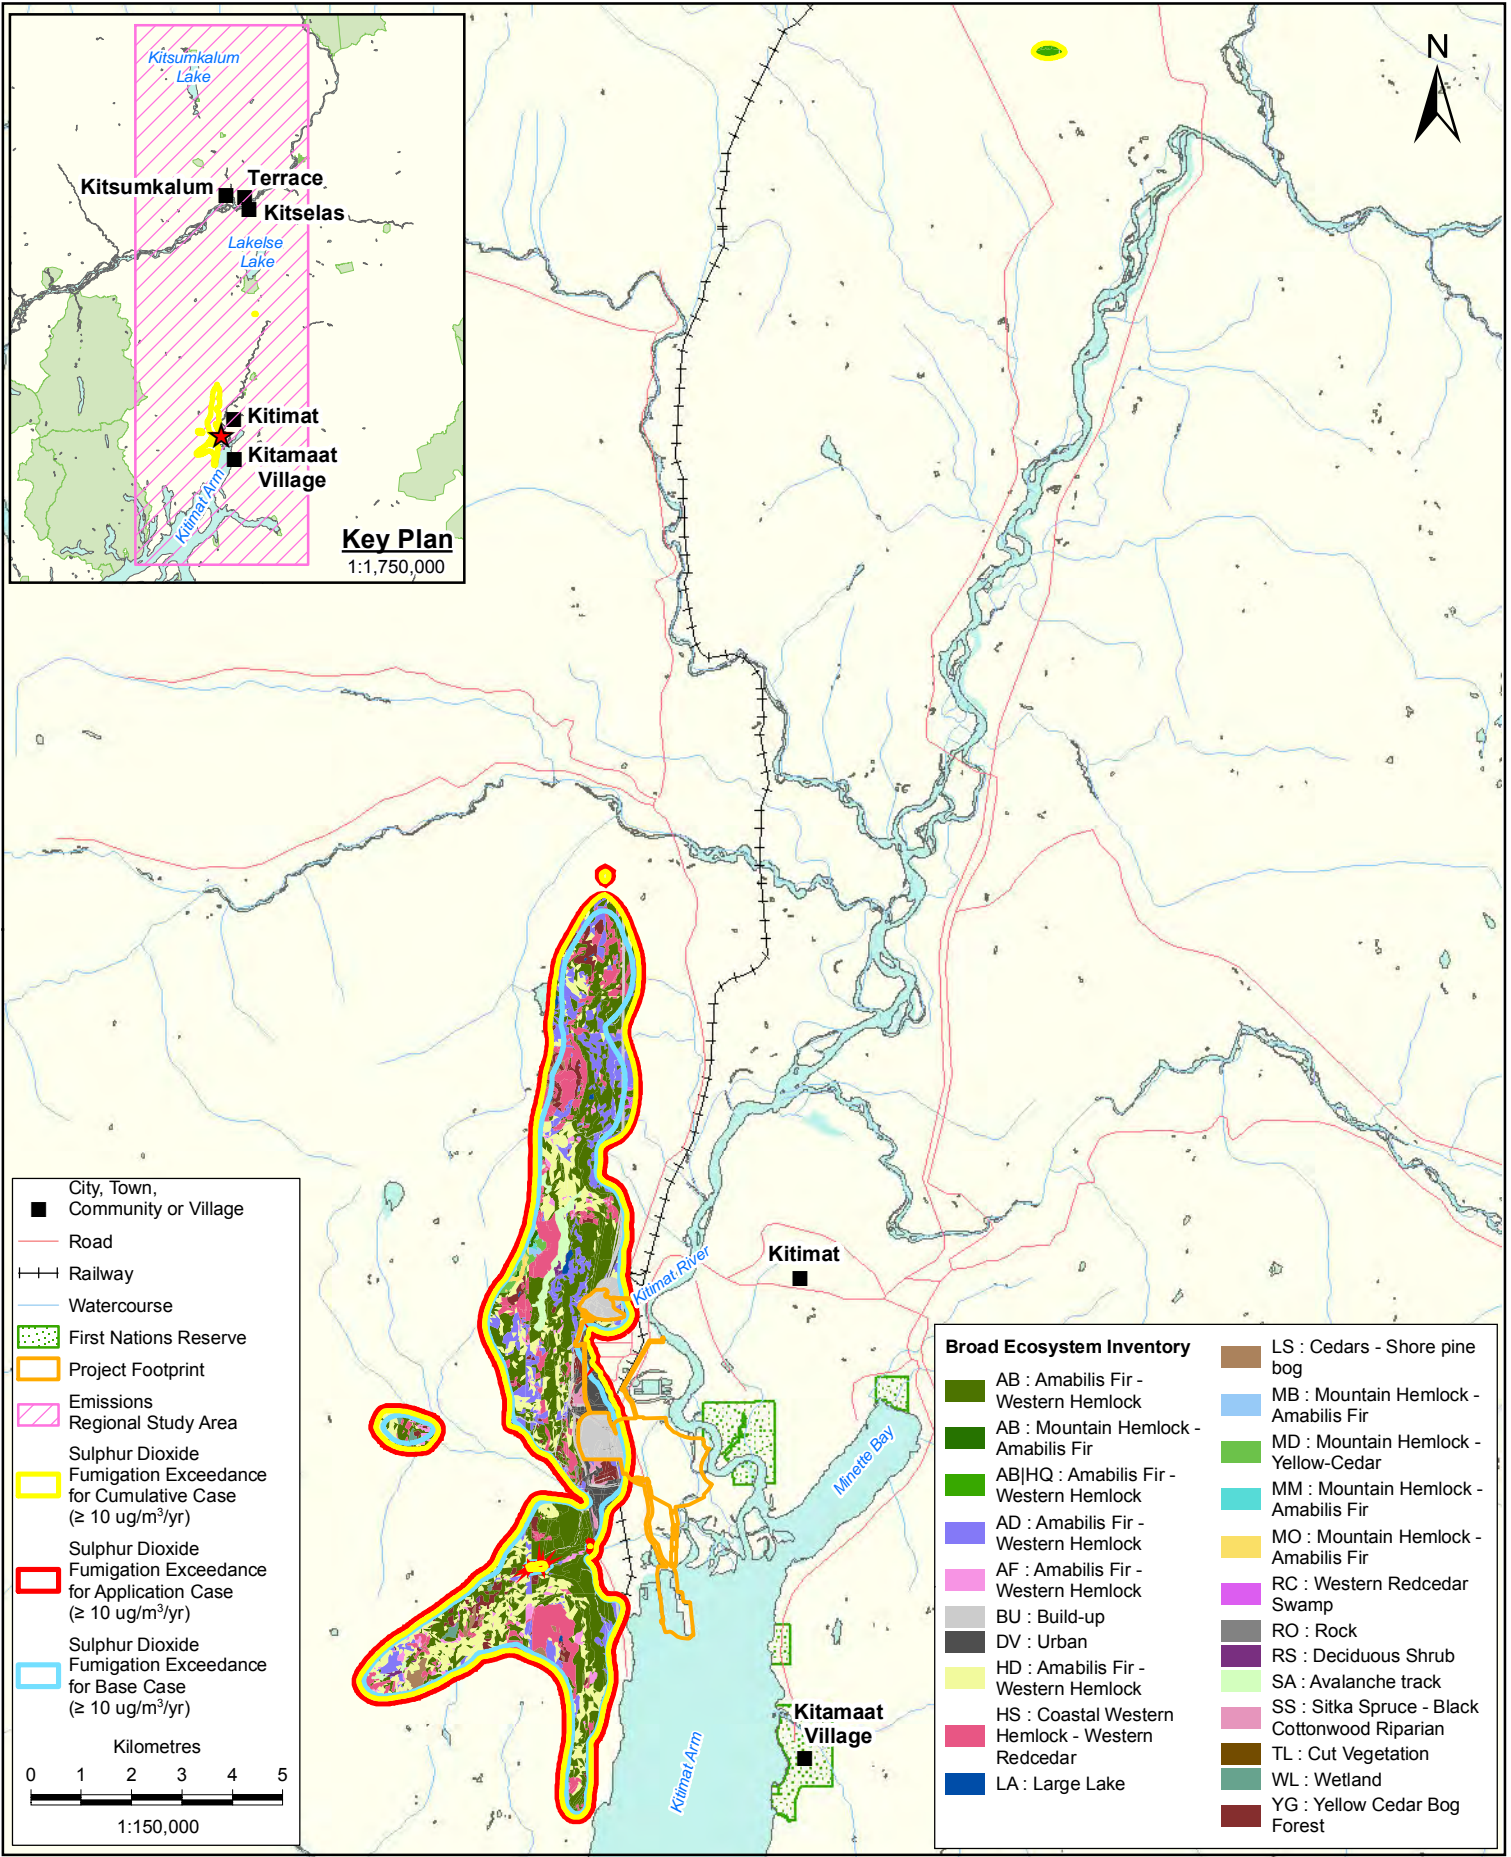 Kitsumkalum
Lake
Kitsumkalum
Terrace
Kitselas
Lakelse
Lake
Kitimat
Kitamaat
Village
Kitimat Arm
Key Plan
1:1,750,000
N
Kitimat River
Kitimat
Minette Bay
Kitamaat
Village
Kitimat Arm
City, Town,
Community or Village
Road
Railway
Watercourse
First Nations Reserve
Project Footprint
Emissions
Regional Study Area
Sulphur Dioxide
Fumigation Exceedance
for Cumulative Case
(≥ 10 ug/m³/yr)
Sulphur Dioxide
Fumigation Exceedance
for Application Case
(≥ 10 ug/m³/yr)
Sulphur Dioxide
Fumigation Exceedance
for Base Case
(≥ 10 ug/m³/yr)
Kilometres
0 1 2 3 4 5
1:150,000
Broad Ecosystem Inventory
AB : Amabilis Fir -
Western Hemlock
AB : Mountain Hemlock -
Amabilis Fir
AB|HQ : Amabilis Fir -
Western Hemlock
AD : Amabilis Fir -
Western Hemlock
AF : Amabilis Fir -
Western Hemlock
BU : Build-up
DV : Urban
HD : Amabilis Fir -
Western Hemlock
HS : Coastal Western
Hemlock - Western
Redcedar
LA : Large Lake
LS : Cedars - Shore pine
bog
MB : Mountain Hemlock -
Amabilis Fir
MD : Mountain Hemlock -
Yellow-Cedar
MM : Mountain Hemlock -
Amabilis Fir
MO : Mountain Hemlock -
Amabilis Fir
RC : Western Redcedar
Swamp
RO : Rock
RS : Deciduous Shrub
SA : Avalanche track
SS : Sitka Spruce - Black
Cottonwood Riparian
TL : Cut Vegetation
WL : Wetland
YG : Yellow Cedar Bog
Forest